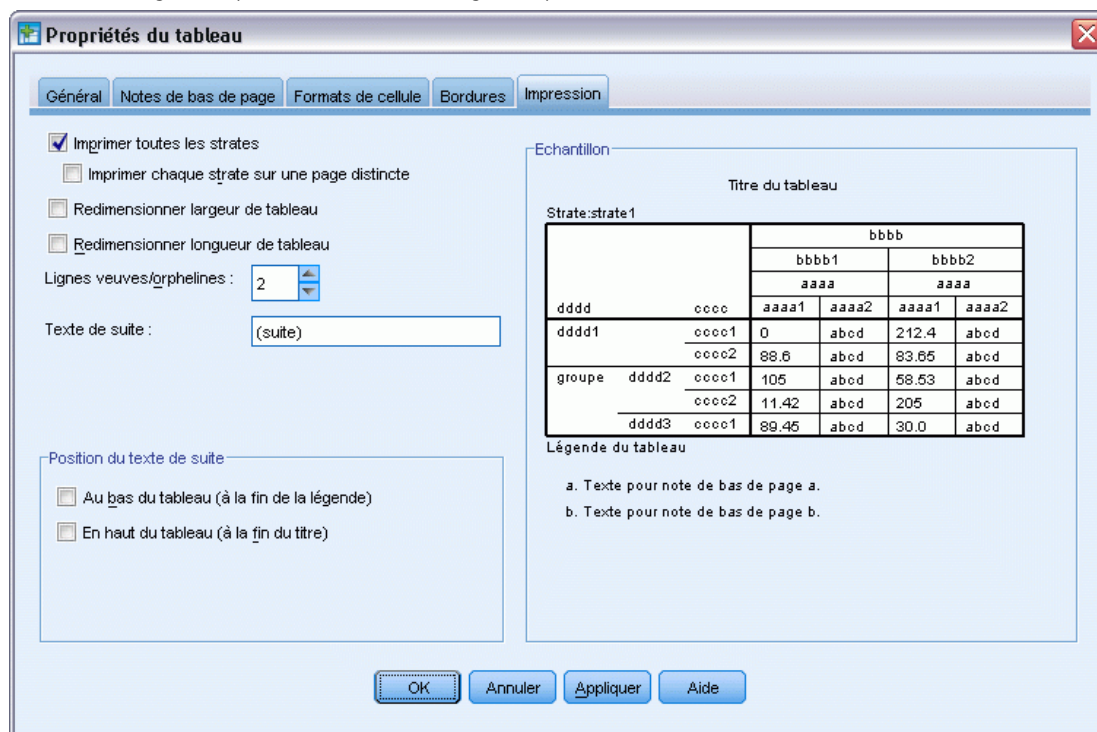 Propriétés du tableau
Général Notes de bas de page Formats de cellule Bordures Impression
Imprimer toutes les strates
Imprimer chaque strate sur une page distincte
Redimensionner largeur de tableau
Redimensionner longueur de tableau
Lignes veuves/orphelines : 2
Texte de suite : (suite)
Position du texte de suite
Au bas du tableau (à la fin de la légende)
En haut du tableau (à la fin du titre)
Echantillon
Titre du tableau
Strate:strate1
bbbb
bbbb1 bbbb2
aaaa aaaa
dddd cccc aaaa1 aaaa2 aaaa1 aaaa2
dddd1 cccc1 0 abcd 212.4 abcd
cccc2 88.6 abcd 83.65 abcd
groupe dddd2 cccc1 105 abcd 58.53 abcd
cccc2 11.42 abcd 205 abcd
dddd3 cccc1 89.45 abcd 30.0 abcd
Légende du tableau
a. Texte pour note de bas de page a.
b. Texte pour note de bas de page b.
OK Annuler Appliquer Aide